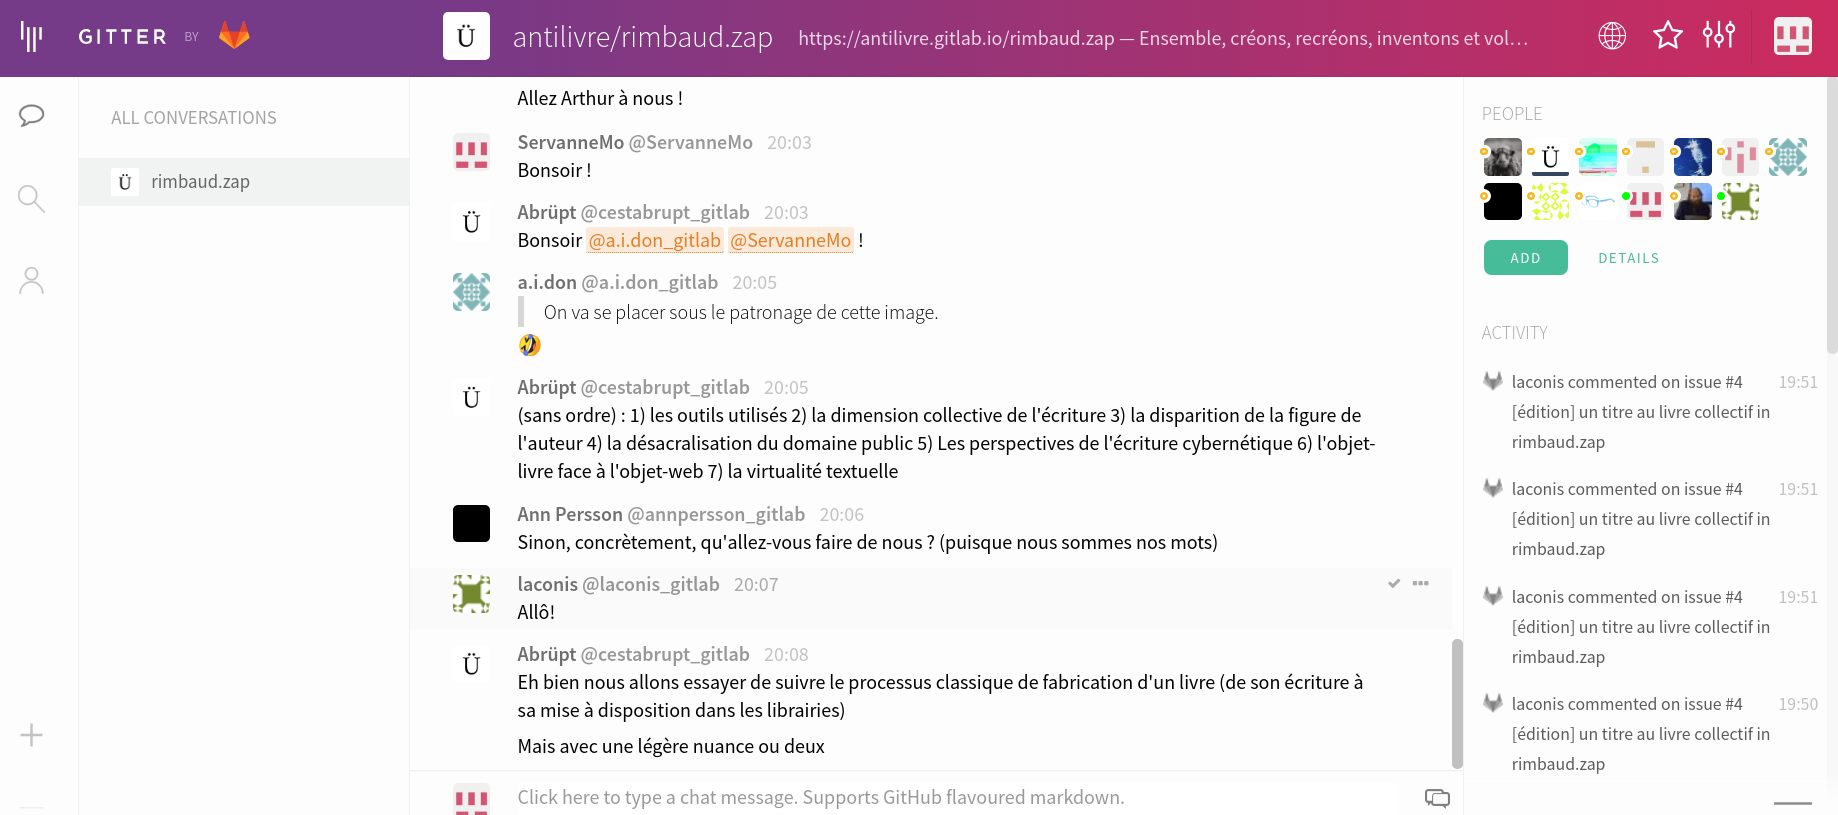 GITTER BY
Ü antilivre/rimbaud.zap https://antilivre.gitlab.io/rimbaud.zap — Ensemble, créons, recréons, inventons et vol…
ALL CONVERSATIONS
Ü rimbaud.zap
Allez Arthur à nous !
ServanneMo @ServanneMo 20:03
Bonsoir !
Ü Abrüpt @cestabrupt_gitlab 20:03
Bonsoir @a.i.don_gitlab @ServanneMo !
a.i.don @a.i.don_gitlab 20:05
On va se placer sous le patronage de cette image.
🤣
Ü Abrüpt @cestabrupt_gitlab 20:05
(sans ordre) : 1) les outils utilisés 2) la dimension collective de l'écriture 3) la disparition de la figure de
l'auteur 4) la désacralisation du domaine public 5) Les perspectives de l'écriture cybernétique 6) l'objet-
livre face à l'objet-web 7) la virtualité textuelle
Ann Persson @annpersson_gitlab 20:06
Sinon, concrètement, qu'allez-vous faire de nous ? (puisque nous sommes nos mots)
laconis @laconis_gitlab 20:07
Allô!
Ü Abrüpt @cestabrupt_gitlab 20:08
Eh bien nous allons essayer de suivre le processus classique de fabrication d'un livre (de son écriture à
sa mise à disposition dans les librairies)
Mais avec une légère nuance ou deux
Click here to type a chat message. Supports GitHub flavoured markdown.
PEOPLE
Ü
ADD DETAILS
ACTIVITY
laconis commented on issue #4 19:51
[édition] un titre au livre collectif in
rimbaud.zap
laconis commented on issue #4 19:51
[édition] un titre au livre collectif in
rimbaud.zap
laconis commented on issue #4 19:51
[édition] un titre au livre collectif in
rimbaud.zap
laconis commented on issue #4 19:50
[édition] un titre au livre collectif in
rimbaud.zap